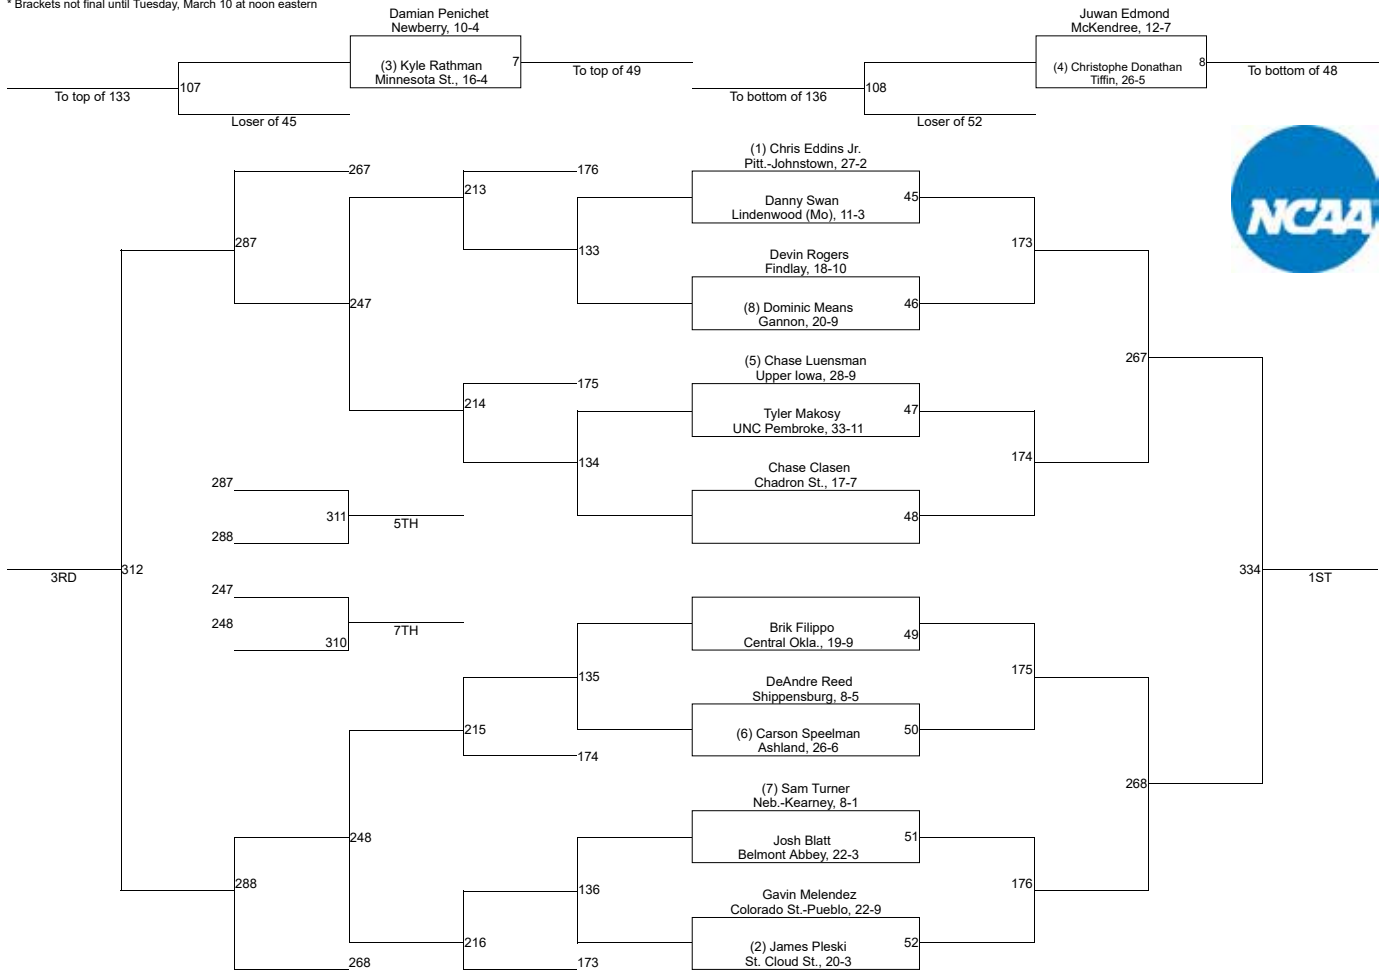 * Brackets not final until Tuesday, March 10 at noon eastern
Damian Penichet
Newberry, 10-4
(3) Kyle Rathman
Minnesota St., 16-4
7
To top of 49
107
To top of 133
Loser of 45
Juwan Edmond
McKendree, 12-7
(4) Christophe Donathan
Tiffin, 26-5
8
To bottom of 48
108
To bottom of 136
Loser of 52
NCAA
(1) Chris Eddins Jr.
Pitt.-Johnstown, 27-2
267
176
213
Danny Swan
Lindenwood (Mo), 11-3
45
287
133
173
Devin Rogers
Findlay, 18-10
247
(8) Dominic Means
Gannon, 20-9
46
(5) Chase Luensman
Upper Iowa, 28-9
267
175
214
Tyler Makosy
UNC Pembroke, 33-11
47
134
174
Chase Clasen
Chadron St., 17-7
287
311
5TH
48
288
3RD
312
334
1ST
247
248
7TH
310
Brik Filippo
Central Okla., 19-9
49
135
175
DeAndre Reed
Shippensburg, 8-5
215
(6) Carson Speelman
Ashland, 26-6
50
174
268
(7) Sam Turner
Neb.-Kearney, 8-1
248
Josh Blatt
Belmont Abbey, 22-3
51
288
136
176
Gavin Melendez
Colorado St.-Pueblo, 22-9
216
(2) James Pleski
St. Cloud St., 20-3
52
268
173